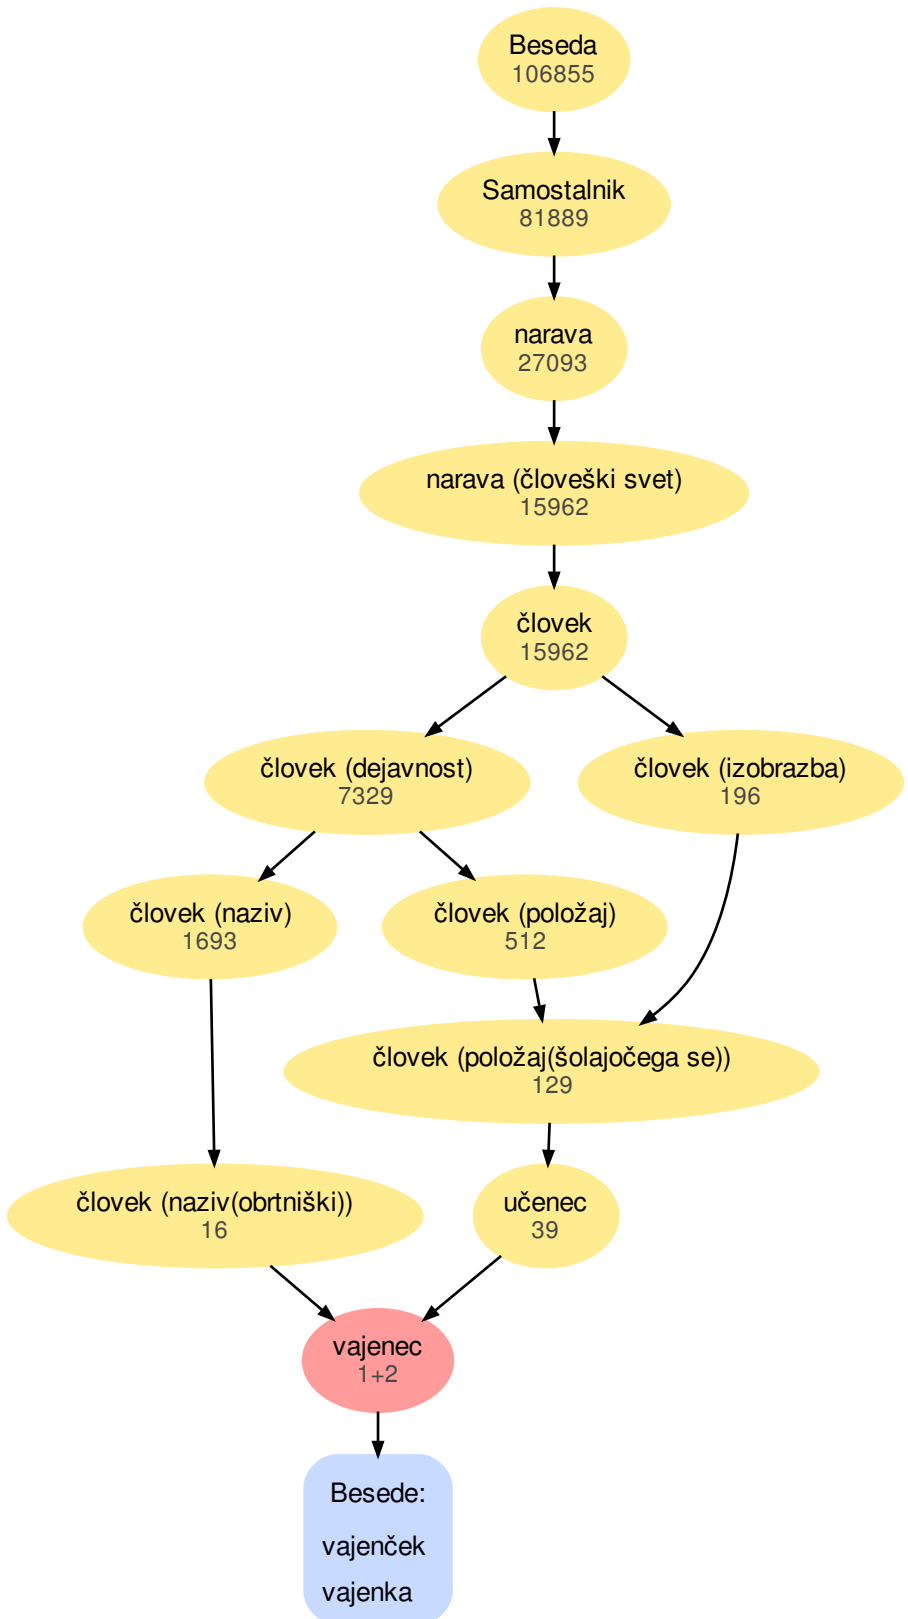 Beseda
106855
Samostalnik
81889
narava
27093
narava (človeški svet)
15962
človek
15962
človek (dejavnost)
7329
človek (izobrazba)
196
človek (naziv)
1693
človek (položaj)
512
človek (položaj(šolajočega se))
129
človek (naziv(obrtniški))
16
učenec
39
vajenec
1+2
Besede:
vajenček
vajenka